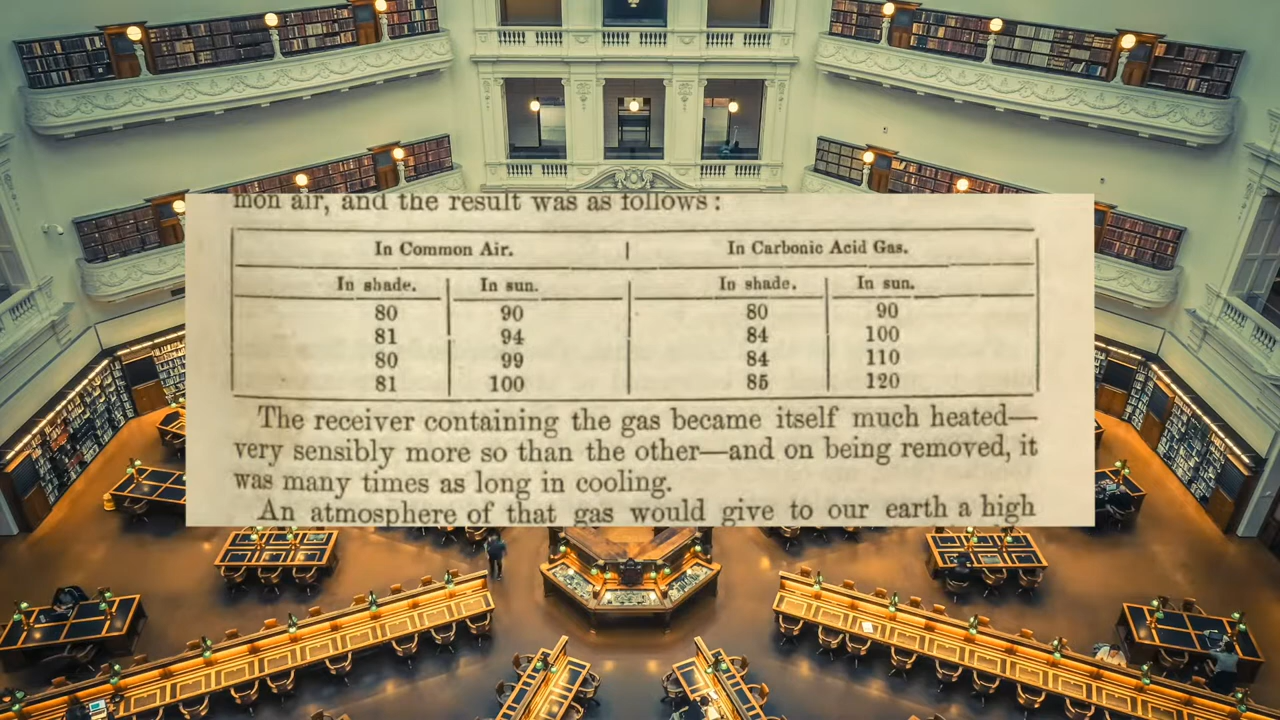 mon air, and the result was as follows:
In Common Air. | In Carbonic Acid Gas.
In shade. In sun. In shade. In sun.
80 90 80 90
81 94 84 100
80 99 84 110
81 100 85 120
The receiver containing the gas became itself much heated—
very sensibly more so than the other—and on being removed, it
was many times as long in cooling.
An atmosphere of that gas would give to our earth a high